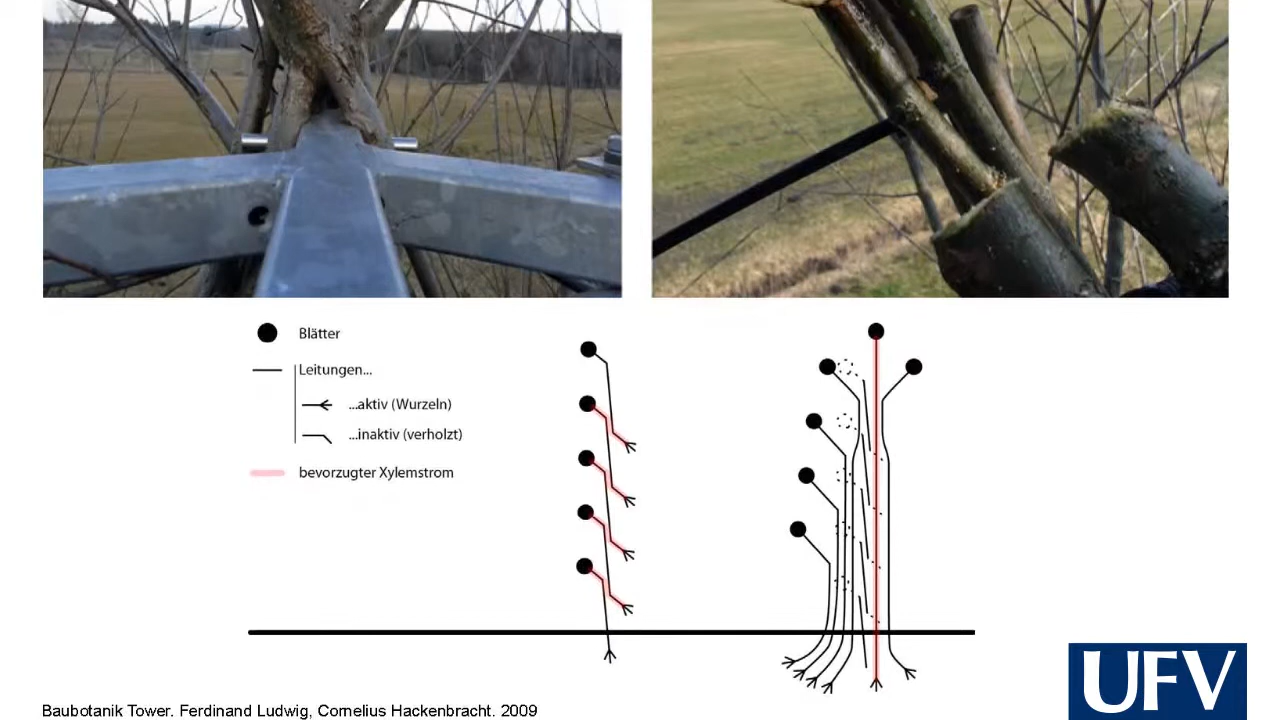 Blätter
Leitungen...
...aktiv (Wurzeln)
...inaktiv (verholzt)
bevorzugter Xylemstrom
UFV
Baubotanik Tower. Ferdinand Ludwig, Cornelius Hackenbracht. 2009